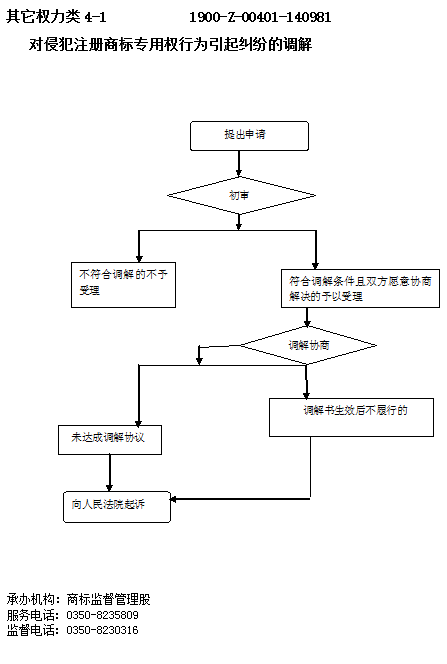 其它权力类 4-1 1900-Z-00401-140981
对侵犯注册商标专用权行为引起纠纷的调解
提出申请
初审
不符合调解的不予
受理
符合调解条件且双方愿意协商
解决的予以受理
调解协商
调解书生效后不履行的
未达成调解协议
向人民法院起诉
承办机构：商标监督管理股
服务电话：0350-8235809
监督电话：0350-8230316